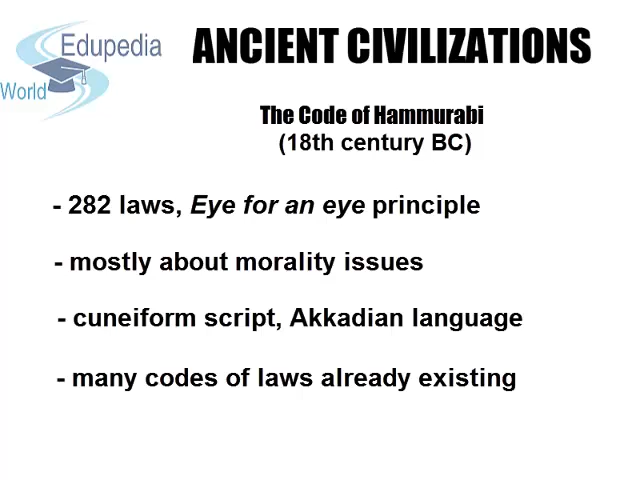 Edupedia
World
ANCIENT CIVILIZATIONS
The Code of Hammurabi
(18th century BC)
- 282 laws, Eye for an eye principle
- mostly about morality issues
- cuneiform script, Akkadian language
- many codes of laws already existing